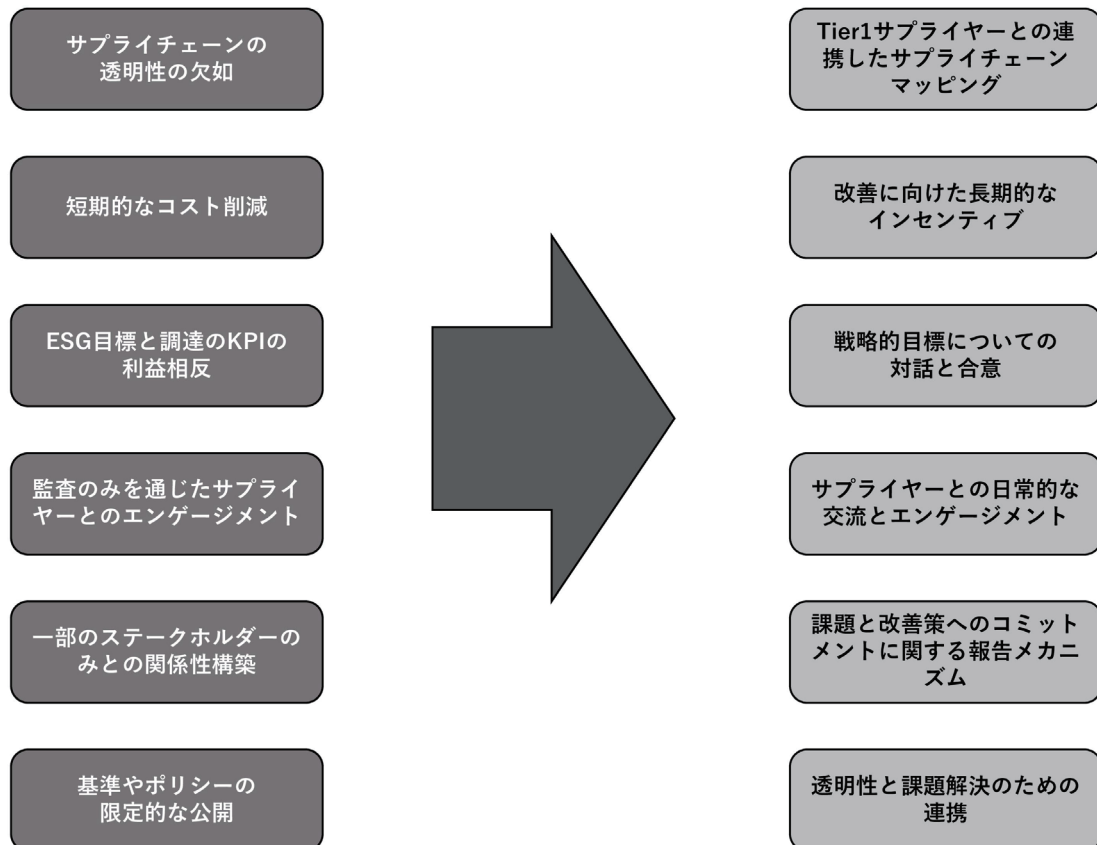 サプライチェーンの
透明性の欠如
短期的なコスト削減
ESG目標と調達のKPIの
利益相反
監査のみを通じたサプライ
ヤーとのエンゲージメント
一部のステークホルダーの
みとの関係性構築
基準やポリシーの
限定的な公開
Tier1サプライヤーとの連
携したサプライチェーン
マッピング
改善に向けた長期的な
インセンティブ
戦略的目標についての
対話と合意
サプライヤーとの日常的な
交流とエンゲージメント
課題と改善策へのコミット
メントに関する報告メカニ
ズム
透明性と課題解決のための
連携